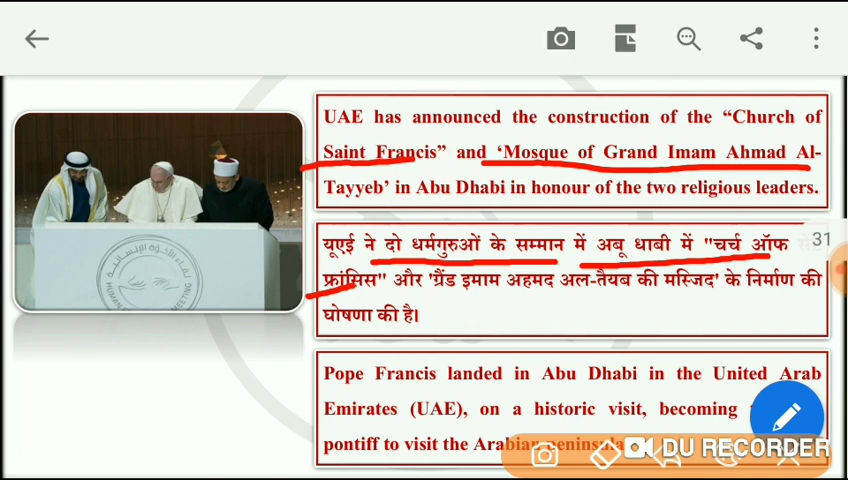 UAE has announced the construction of the “Church of
Saint Francis” and ‘Mosque of Grand Imam Ahmad Al-
Tayyeb’ in Abu Dhabi in honour of the two religious leaders.
यूएई ने दो धर्मगुरुओं के सम्मान में अबू धाबी में "चर्च ऑफ
31
फ्रांसिस" और 'ग्रैंड इमाम अहमद अल-तैयब की मस्जिद' के निर्माण की
घोषणा की है।
Pope Francis landed in Abu Dhabi in the United Arab
Emirates (UAE), on a historic visit, becoming
pontiff to visit the Arabian peninsula
DU RECORDER